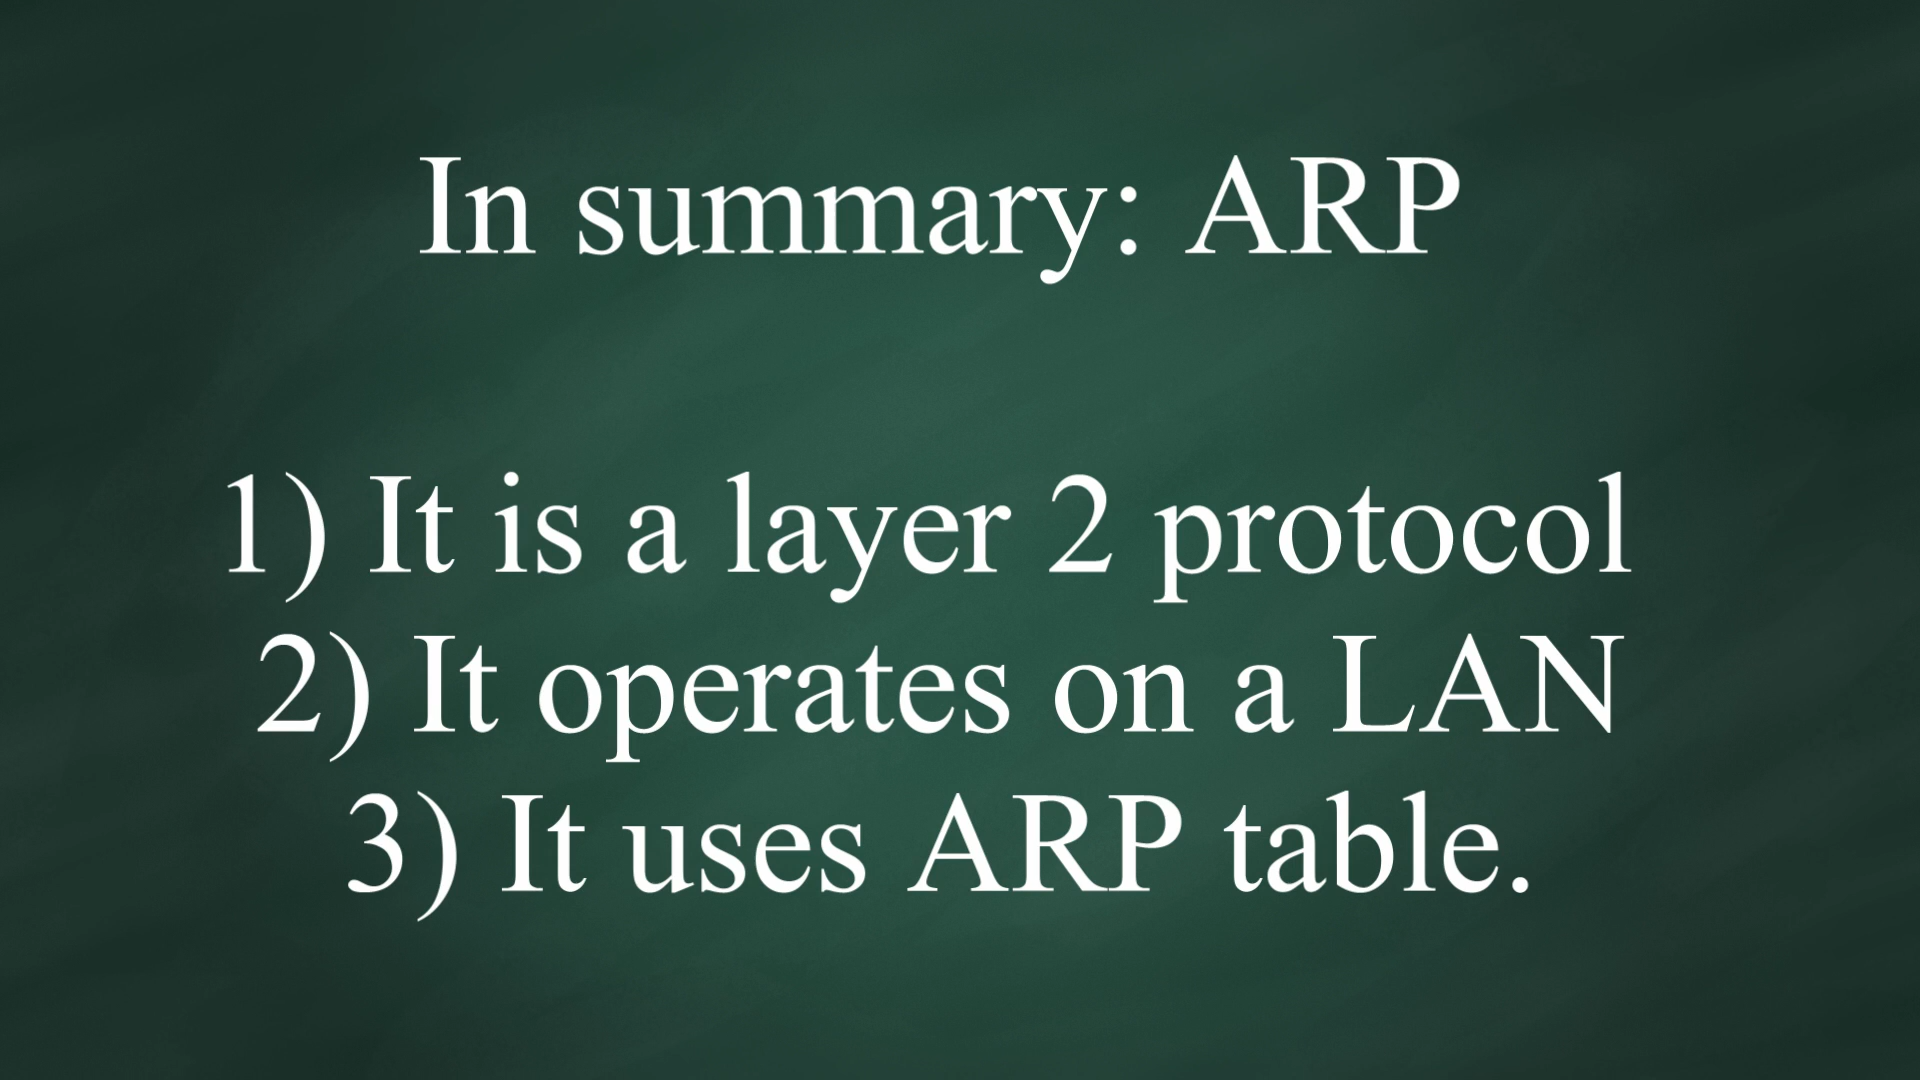 In summary: ARP
1) It is a layer 2 protocol
2) It operates on a LAN
3) It uses ARP table.